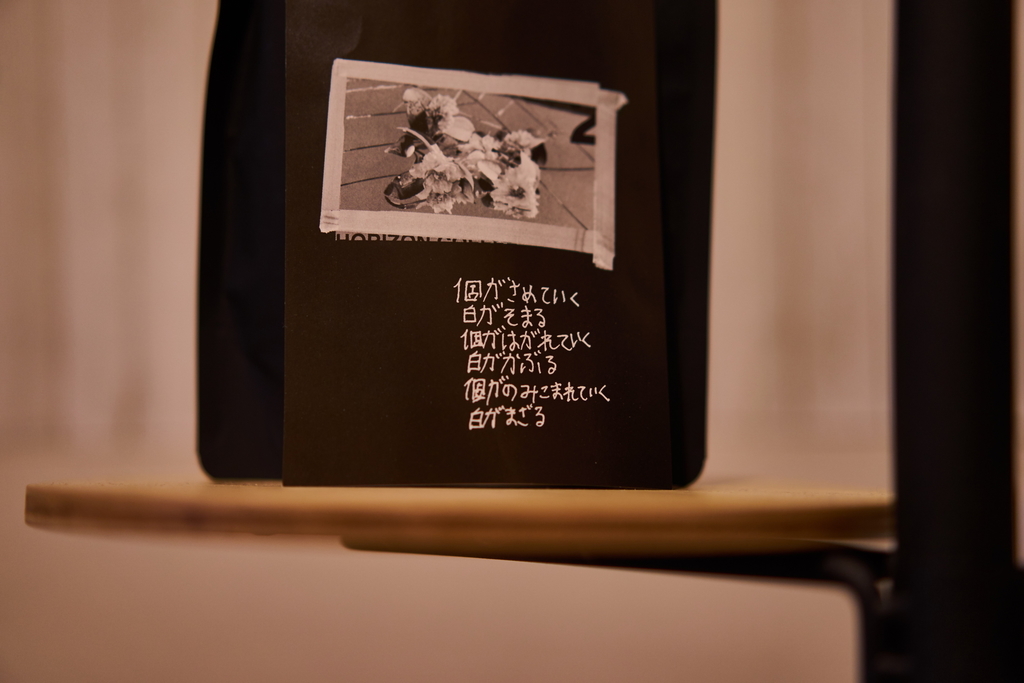 HORIZON
個がさめていく
白がそまる
個がはがれていく
白がかぶる
個がのみこまれていく
白がまざる